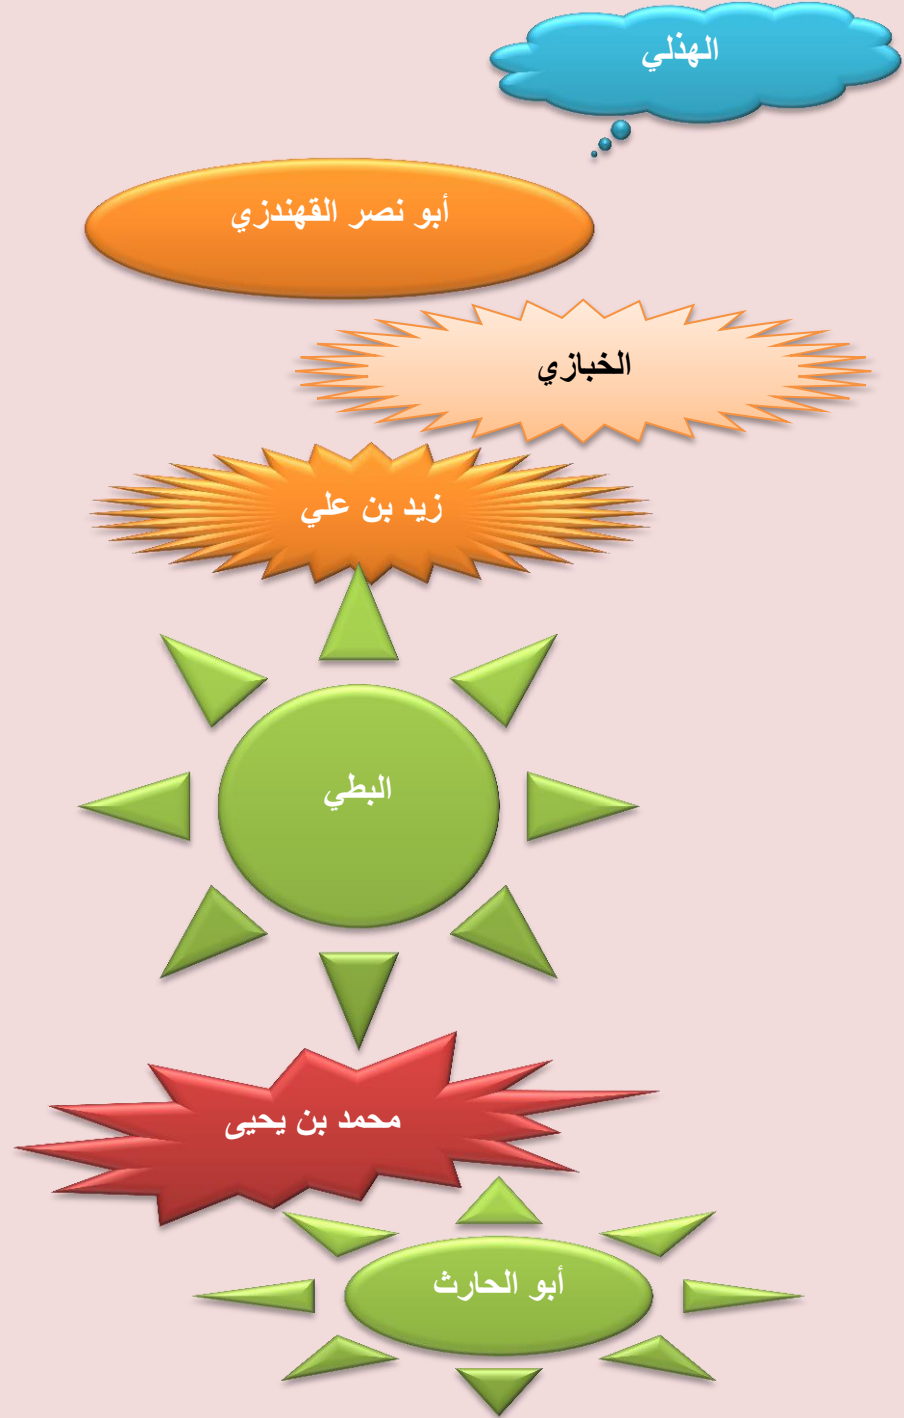 الهذلي
أبو نصر القهندزي
الخبازي
زيد بن علي
البطي
محمد بن يحيى
أبو الحارث